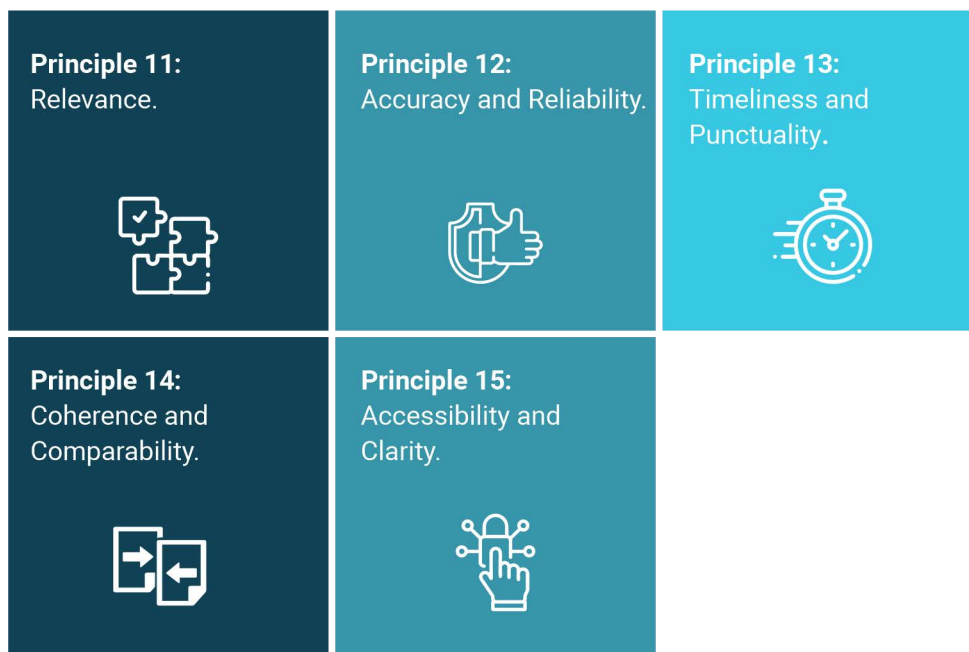 Principle 11:
Relevance.
Principle 12:
Accuracy and Reliability.
Principle 13:
Timeliness and
Punctuality.
Principle 14:
Coherence and
Comparability.
Principle 15:
Accessibility and
Clarity.